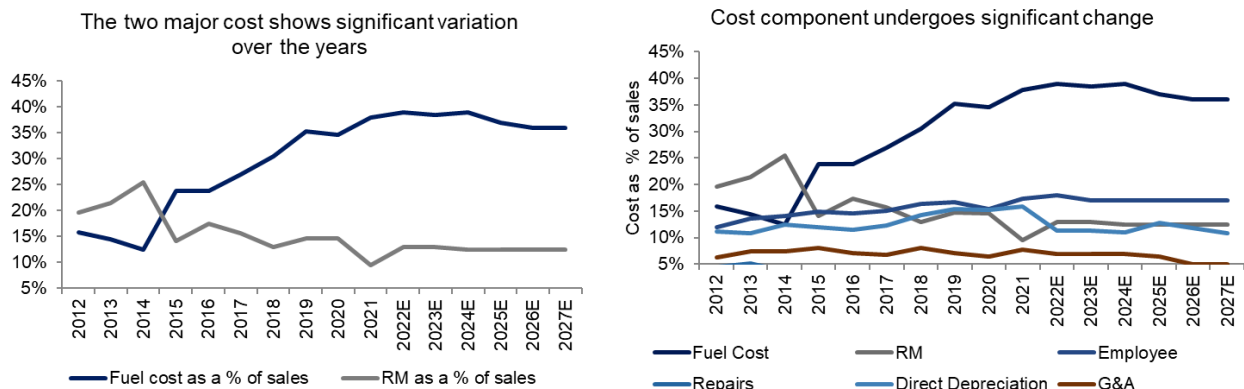 The two major cost shows significant variation
over the years
45%
40%
35%
30%
25%
20%
15%
10%
5%
2012
2013
2014
2015
2016
2017
2018
2019
2020
2021
2022E
2023E
2024E
2025E
2026E
2027E
Fuel cost as a % of sales
RM as a % of sales
Cost component undergoes significant change
Cost as % of sales
45%
40%
35%
30%
25%
20%
15%
10%
5%
2012
2013
2014
2015
2016
2017
2018
2019
2020
2021
2022E
2023E
2024E
2025E
2026E
2027E
Fuel Cost
RM
Employee
Repairs
Direct Depreciation
G&A